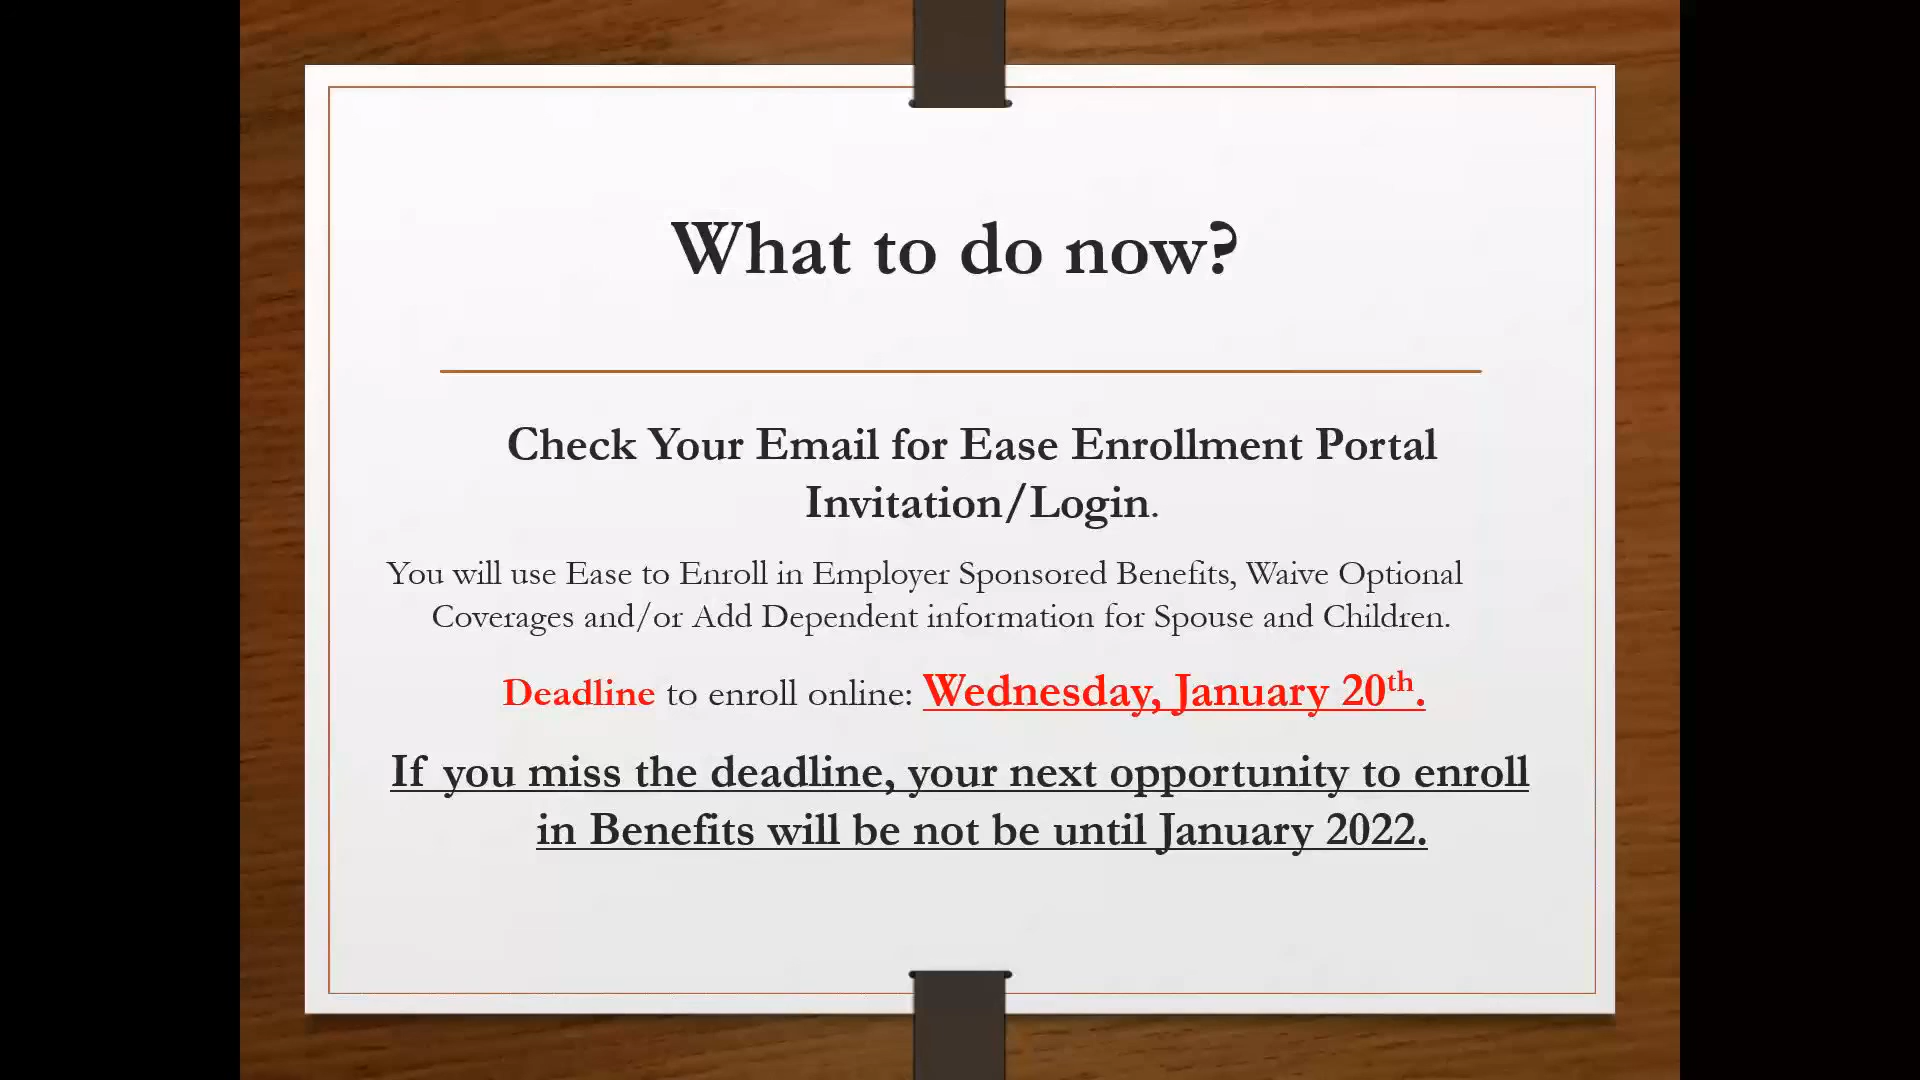 What to do now?
Check Your Email for Ease Enrollment Portal
Invitation/Login.
You will use Ease to Enroll in Employer Sponsored Benefits, Waive Optional
Coverages and/or Add Dependent information for Spouse and Children.
Deadline to enroll online: Wednesday, January 20th.
If you miss the deadline, your next opportunity to enroll
in Benefits will be not be until January 2022.